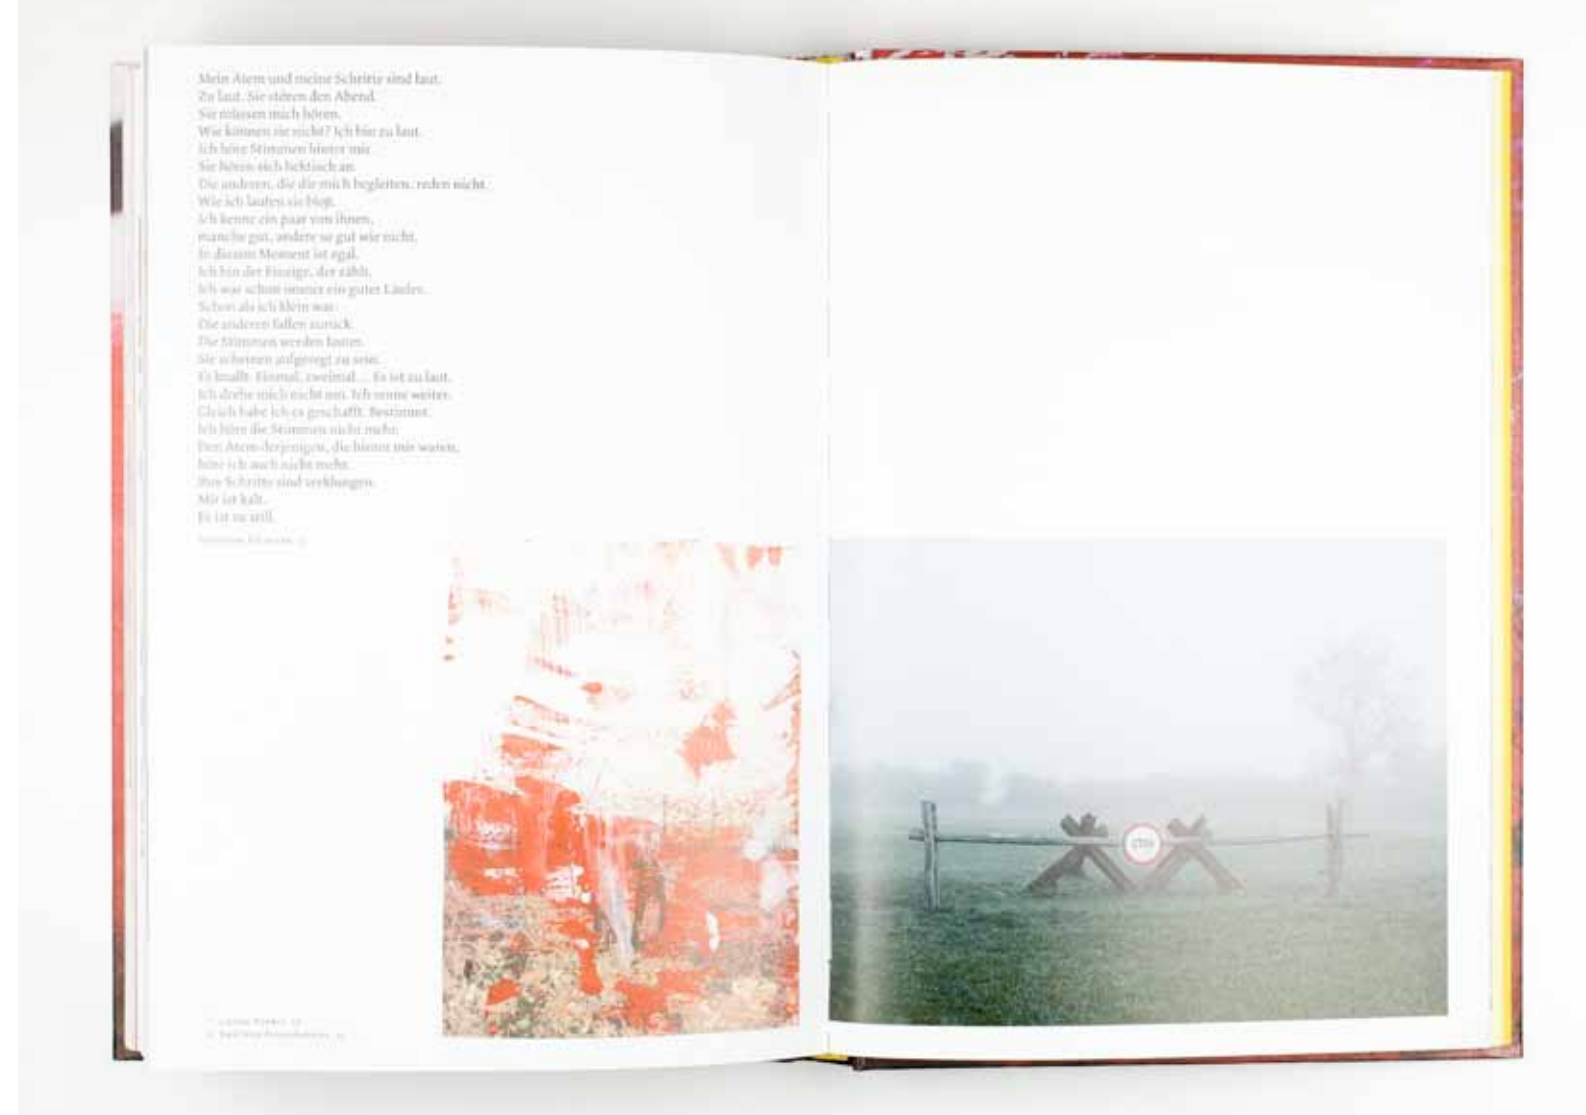 Mein Atem und meine Schritte sind laut.
Zu laut. Sie stören den Abend.
Sie müssen mich hören.
Wie können sie nicht? Ich bin zu laut.
Ich höre Stimmen hinter mir.
Sie hören sich hektisch an.
Die anderen, die die mich begleiten, reden nicht.
Wie ich laufen sie bloß.
Ich kenne ein paar von ihnen,
manche gut, andere so gut wie nicht.
In diesem Moment ist egal.
Ich bin der Einzige, der zählt.
Ich war schon immer ein guter Läufer.
Schon als ich klein war.
Die anderen fallen zurück.
Die Stimmen werden lauter.
Sie scheinen aufgeregt zu sein.
Es knallt. Einmal, zweimal ... Es ist zu laut.
Ich drehe mich nicht um. Ich renne weiter.
Gleich habe ich es geschafft. Bestimmt.
Ich höre die Stimmen nicht mehr.
Den Atem derjenigen, die hinter mir waren,
höre ich auch nicht mehr.
Ihre Schritte sind verklungen.
Mir ist kalt.
Es ist zu still.